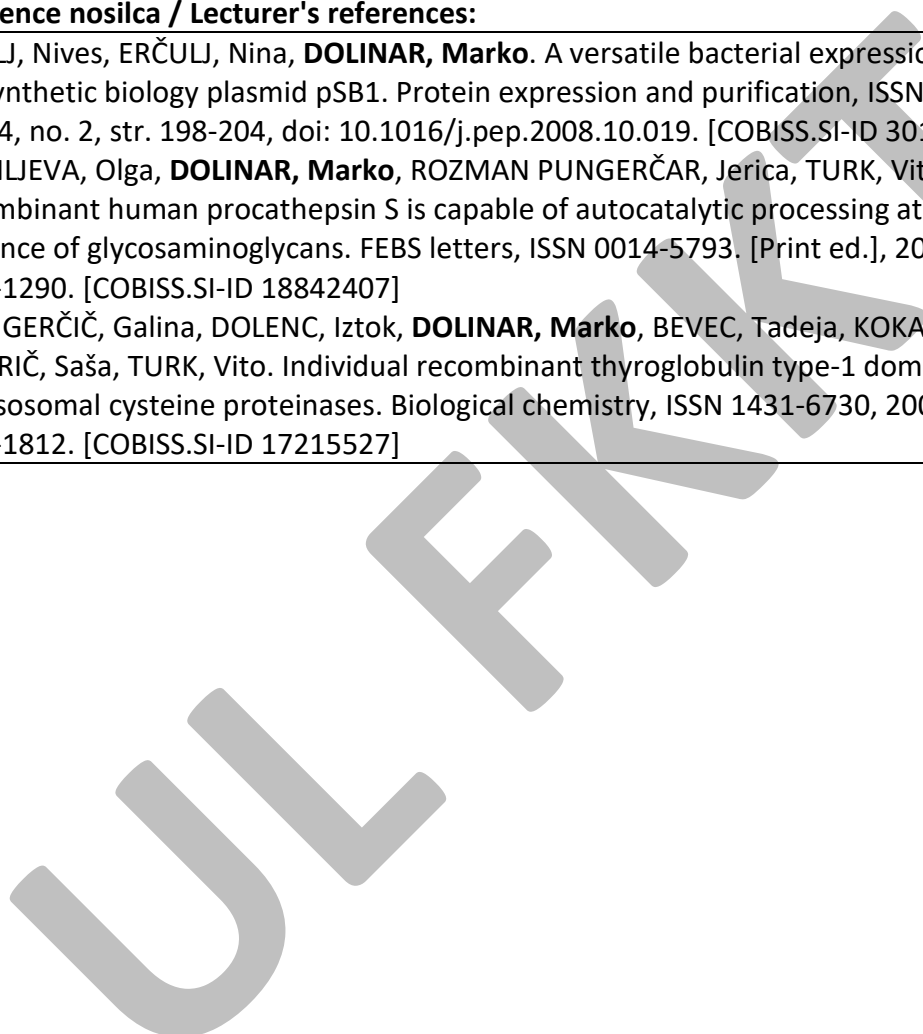 ence nosilca / Lecturer's references:
LJ, Nives, ERČULJ, Nina, DOLINAR, Marko. A versatile bacterial expressio
ynthetic biology plasmid pSB1. Protein expression and purification, ISSN
4, no. 2, str. 198-204, doi: 10.1016/j.pep.2008.10.019. [COBISS.SI-ID 301
ILJEVA, Olga, DOLINAR, Marko, ROZMAN PUNGERČAR, Jerica, TURK, Vit
mbinant human procathepsin S is capable of autocatalytic processing at
nce of glycosaminoglycans. FEBS letters, ISSN 0014-5793. [Print ed.], 20
-1290. [COBISS.SI-ID 18842407]
GERČIČ, Galina, DOLENC, Iztok, DOLINAR, Marko, BEVEC, Tadeja, KOKA
RIČ, Saša, TURK, Vito. Individual recombinant thyroglobulin type-1 dom
sosomal cysteine proteinases. Biological chemistry, ISSN 1431-6730, 200
-1812. [COBISS.SI-ID 17215527]
UL FKKT